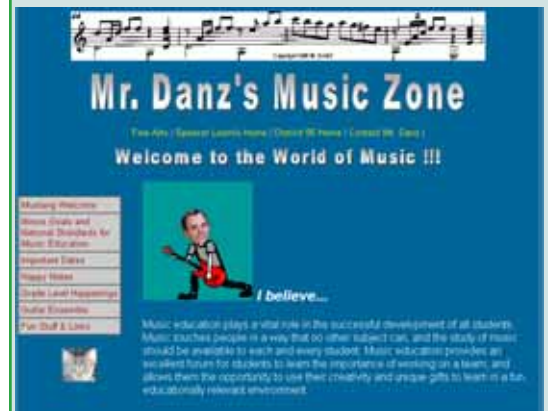 Mr. Danz's Music Zone
Fine Arts | Spencer Loomis Home | District 95 Home | Contact Mr. Danz |
Welcome to the World of Music !!!
Mustang Welcome
Illinois Goals and
National Standards for
Music Education
Important Dates
Happy Notes
Grade Level Happenings
Guitar Ensemble
Fun Stuff & Links
I believe...
Music education plays a vital role in the successful development of all students.
Music touches people in a way that no other subject can, and the study of music
should be available to each and every student. Music education provides an
excellent forum for students to learn the importance of working on a team, and
allows them the opportunity to use their creativity and unique gifts to learn in a fun,
educationally relevant environment.